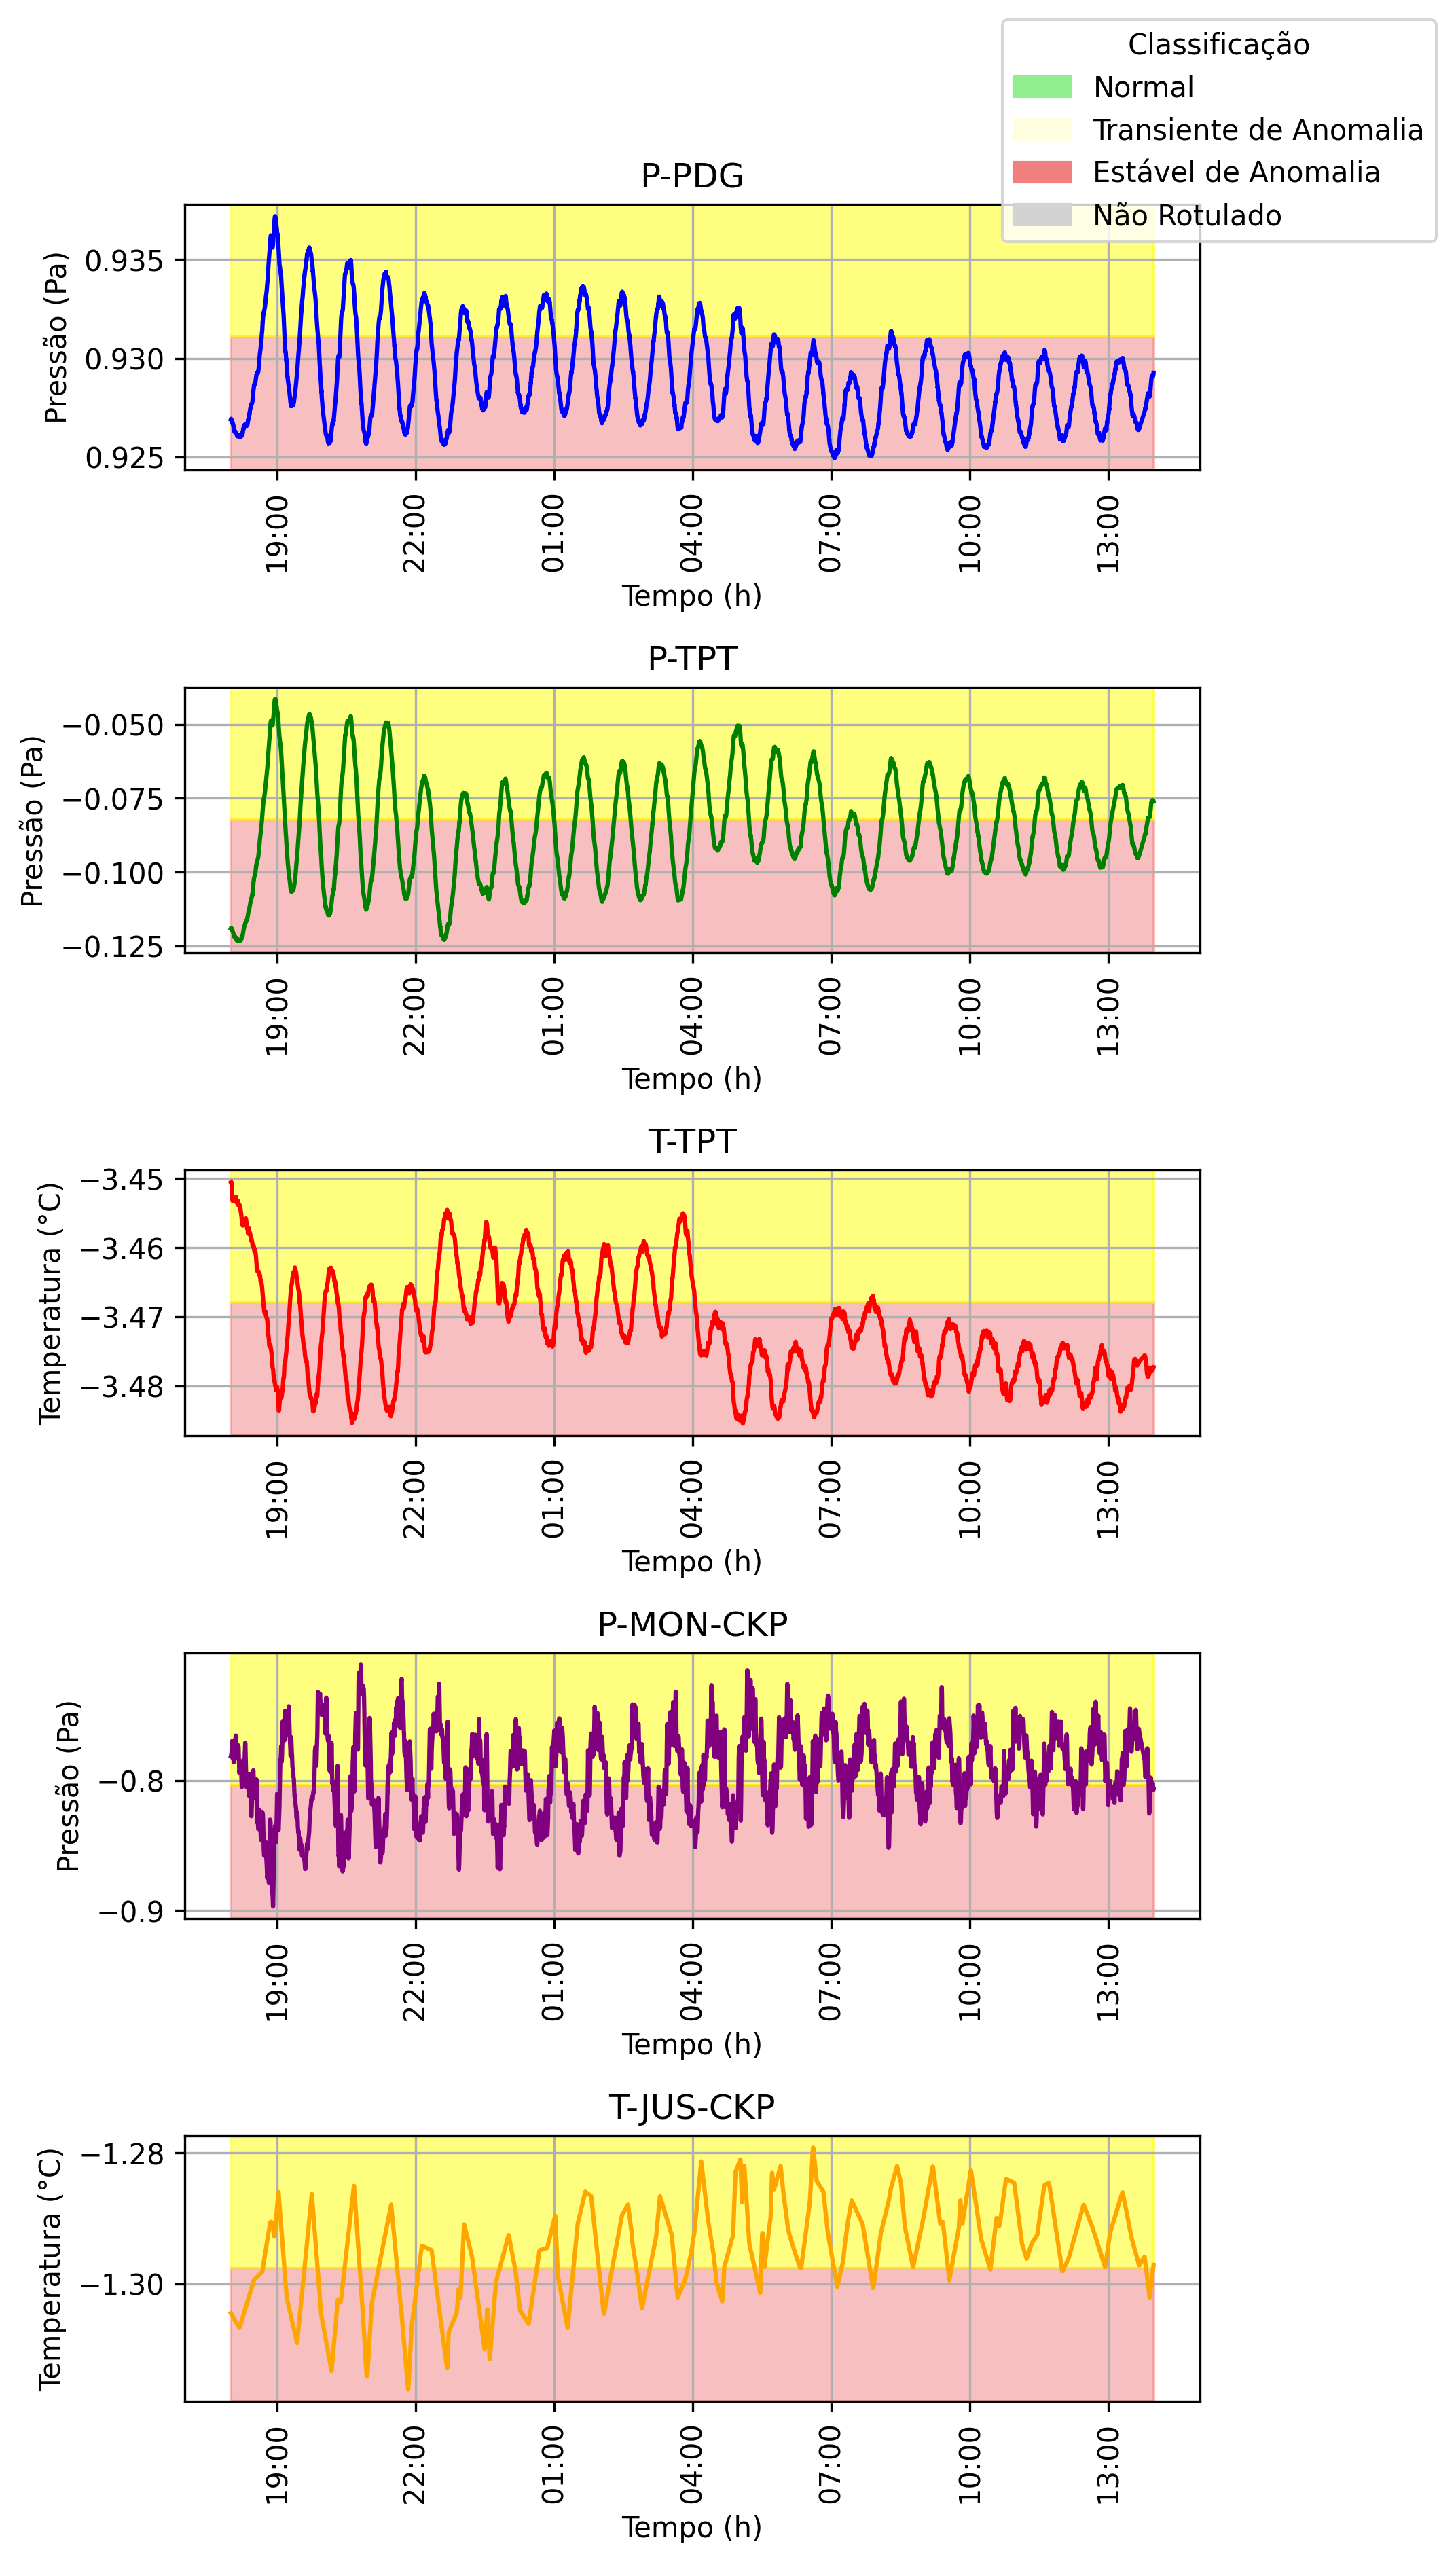 Classificação
Normal
Transiente de Anomalia
Estável de Anomalia
Não Rotulado
P-PDG
Pressão (Pa)
0.935
0.930
0.925
19:00 22:00 01:00 04:00 07:00 10:00 13:00
Tempo (h)
P-TPT
Pressão (Pa)
−0.050
−0.075
−0.100
−0.125
19:00 22:00 01:00 04:00 07:00 10:00 13:00
Tempo (h)
T-TPT
Temperatura (°C)
−3.45
−3.46
−3.47
−3.48
19:00 22:00 01:00 04:00 07:00 10:00 13:00
Tempo (h)
P-MON-CKP
Pressão (Pa)
−0.8
−0.9
19:00 22:00 01:00 04:00 07:00 10:00 13:00
Tempo (h)
T-JUS-CKP
Temperatura (°C)
−1.28
−1.30
19:00 22:00 01:00 04:00 07:00 10:00 13:00
Tempo (h)